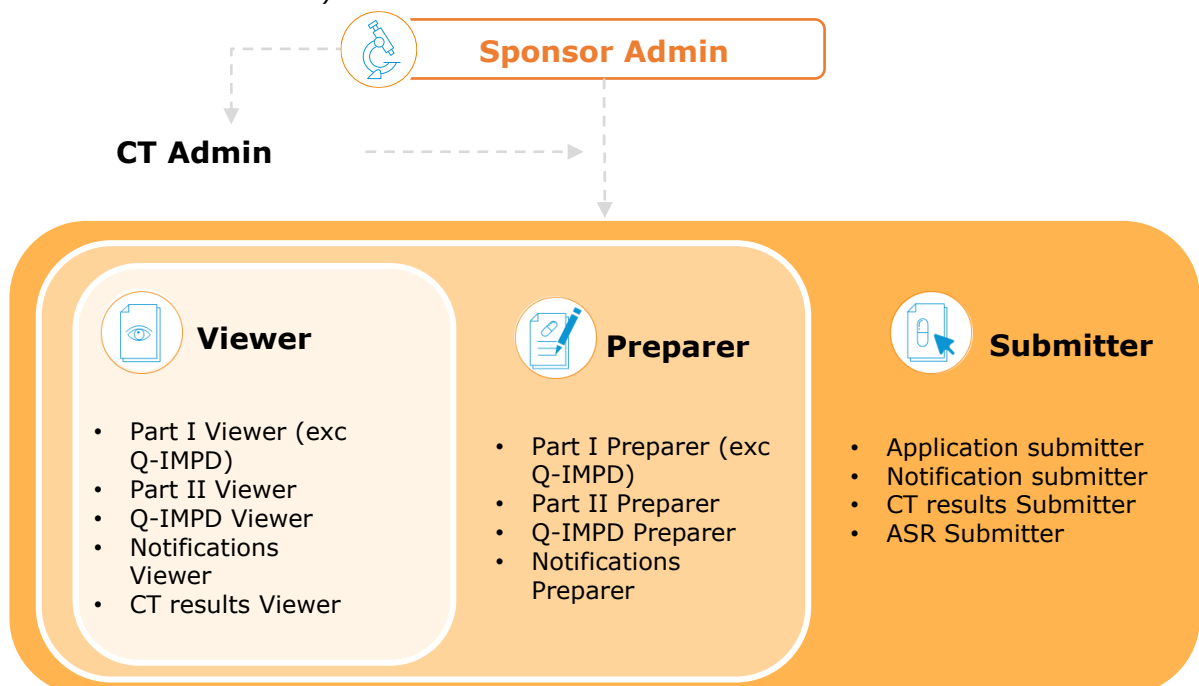 Sponsor Admin
CT Admin
Viewer
• Part I Viewer (exc
Q-IMPD)
• Part II Viewer
• Q-IMPD Viewer
• Notifications
Viewer
• CT results Viewer
Preparer
• Part I Preparer (exc
Q-IMPD)
• Part II Preparer
• Q-IMPD Preparer
• Notifications
Preparer
Submitter
• Application submitter
• Notification submitter
• CT results Submitter
• ASR Submitter